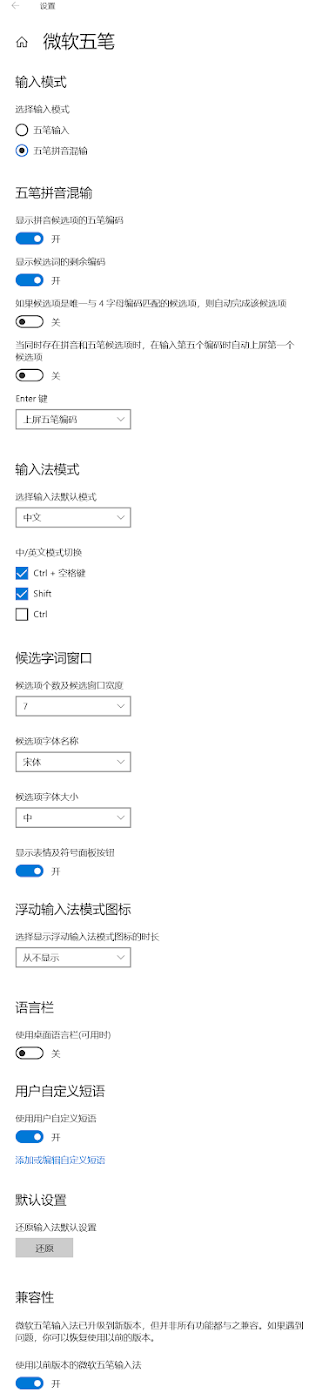 设置
微软五笔
输入模式
选择输入模式
五笔输入
五笔拼音混输
五笔拼音混输
显示拼音候选项的五笔编码
开
显示候选词的剩余编码
开
如果候选项是唯一与 4 字母编码匹配的候选项，则自动完成该候选项
关
当同时存在拼音和五笔候选项时，在输入第五个编码时自动上屏第一个
候选项
关
Enter 键
上屏五笔编码
输入法模式
选择输入法默认模式
中文
中/英文模式切换
Ctrl + 空格键
Shift
Ctrl
候选字词窗口
候选项个数及候选窗口宽度
7
候选项字体名称
宋体
候选项字体大小
中
显示表情及符号面板按钮
开
浮动输入法模式图标
选择显示浮动输入法模式图标的时长
从不显示
语言栏
使用桌面语言栏(可用时)
关
用户自定义短语
使用用户自定义短语
开
添加或编辑自定义短语
默认设置
还原输入法默认设置
还原
兼容性
微软五笔输入法已升级到新版本，但并非所有功能都与之兼容。如果遇到
问题，你可以恢复使用以前的版本。
使用以前版本的微软五笔输入法
开